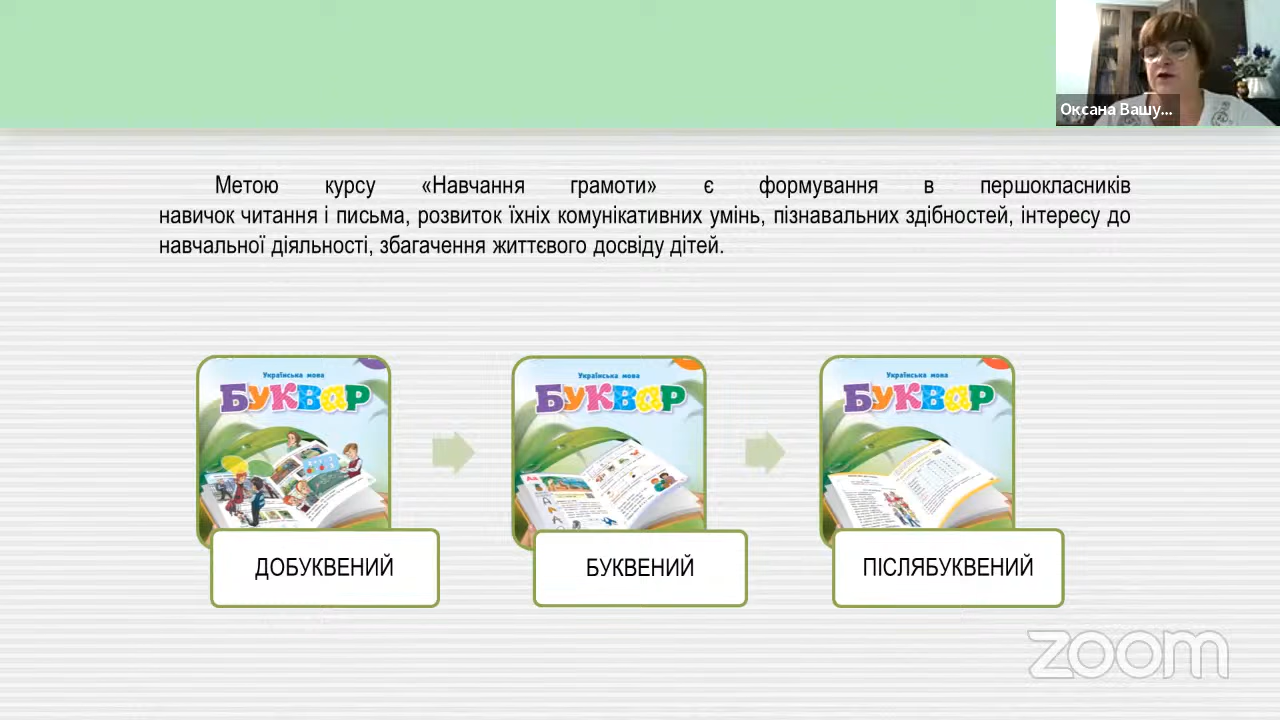 Оксана Вашу...
Метою курсу «Навчання грамоти» є формування в першокласників
навичок читання і письма, розвиток їхніх комунікативних умінь, пізнавальних здібностей, інтересу до
навчальної діяльності, збагачення життєвого досвіду дітей.
Українська мова
БУКВАР
Українська мова
БУКВАР
Українська мова
БУКВАР
ДОБУКВЕНИЙ
БУКВЕНИЙ
ПІСЛЯБУКВЕНИЙ
zoom